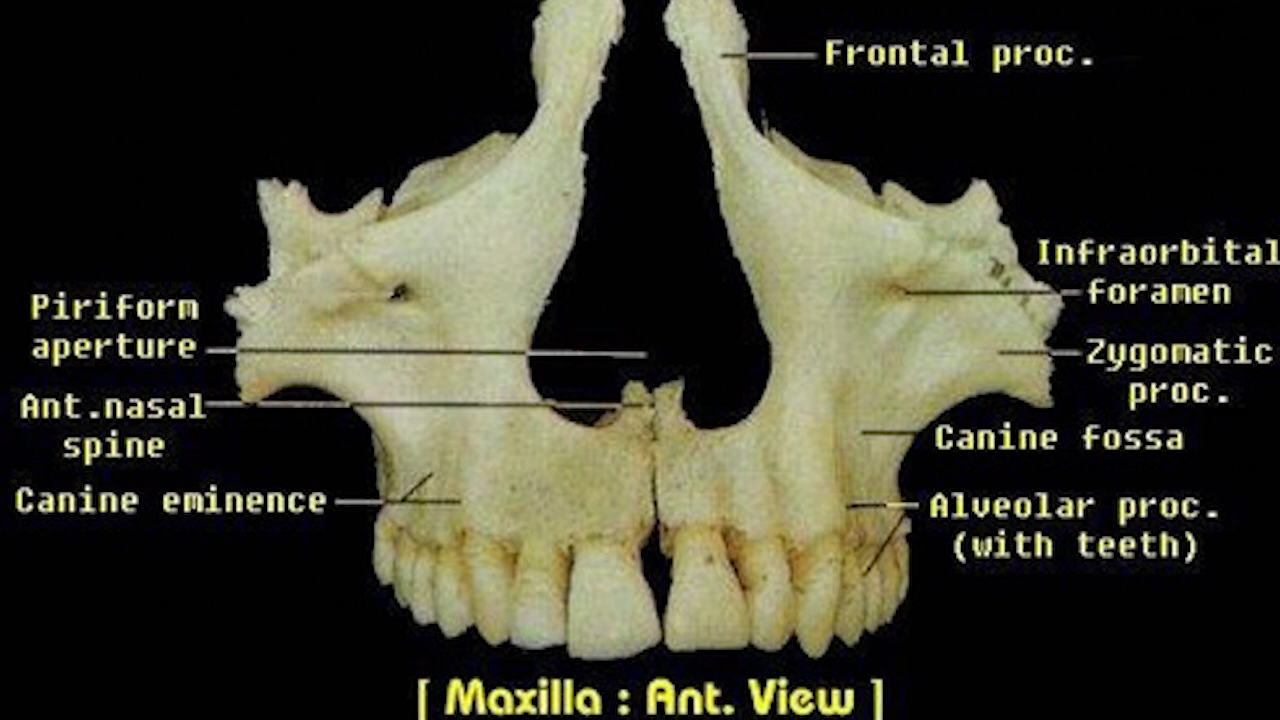 Frontal proc.
Infraorbital
foramen
Piriform
aperture
Zygomatic
proc.
Ant.nasal
spine
Canine fossa
Canine eminence
Alveolar proc.
(with teeth)
[ Maxilla : Ant. View ]